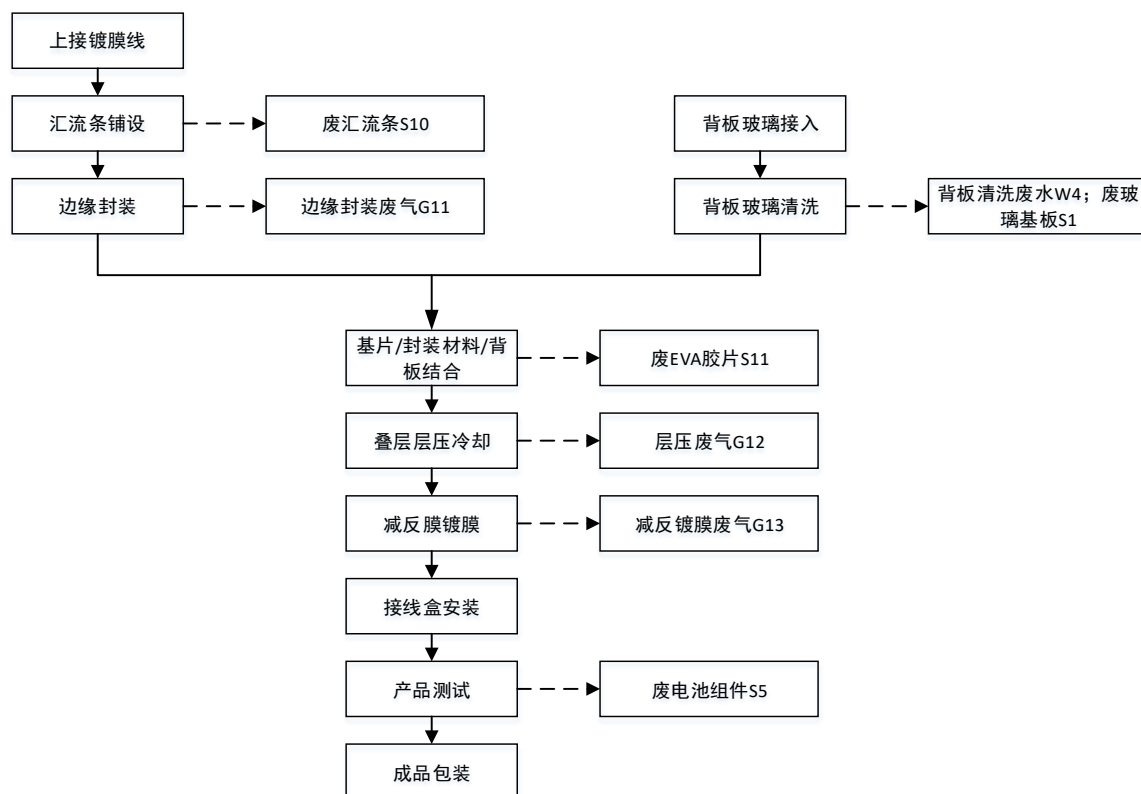 上接镀膜线
汇流条铺设
废汇流条S10
背板玻璃接入
边缘封装
边缘封装废气G11
背板玻璃清洗
背板清洗废水W4；废玻
璃基板S1
基片/封装材料/背
板结合
废EVA胶片S11
叠层层压冷却
层压废气G12
减反膜镀膜
减反镀膜废气G13
接线盒安装
产品测试
废电池组件S5
成品包装